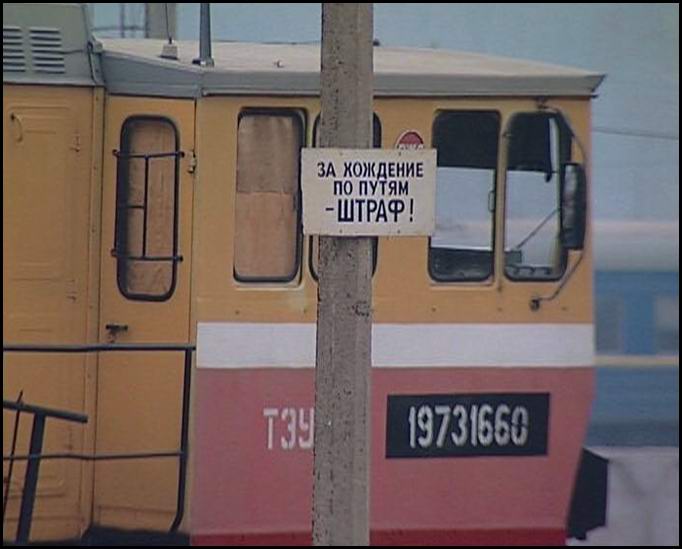 ЗА ХОЖДЕНИЕ
ПО ПУТЯМ
-ШТРАФ!
ТЭУ
19731660